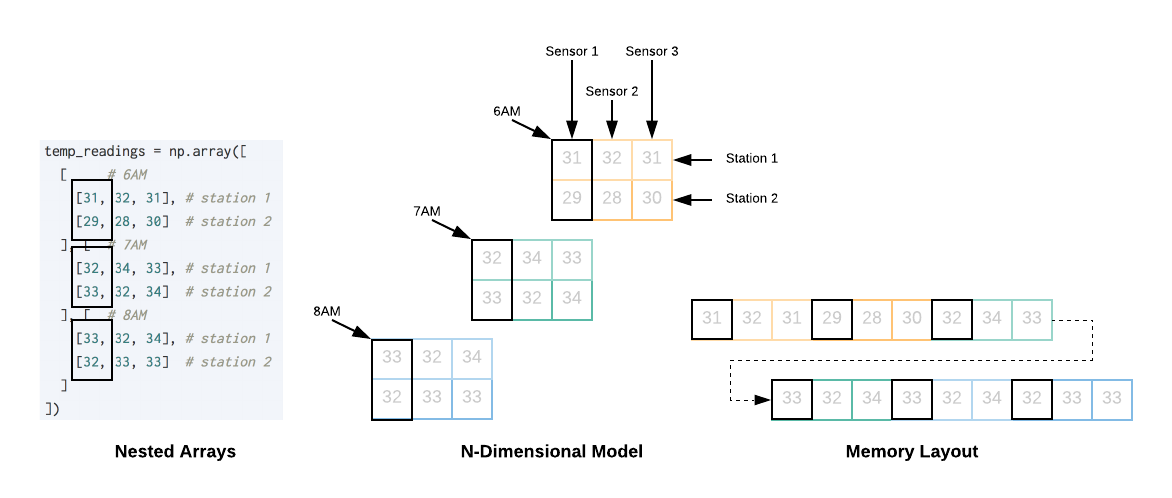 temp_readings = np.array([
[ # 6AM
[31, 32, 31], # station 1
[29, 28, 30] # station 2
], [ # 7AM
[32, 34, 33], # station 1
[33, 32, 34] # station 2
], [ # 8AM
[33, 32, 34], # station 1
[32, 33, 33] # station 2
]
])
Nested Arrays
Sensor 1 Sensor 3
Sensor 2
6AM
31 32 31 Station 1
29 28 30 Station 2
7AM
32 34 33
33 32 34
8AM
33 32 34
32 33 33
N-Dimensional Model
31 32 31 29 28 30 32 34 33
33 32 34 33 32 34 32 33 33
Memory Layout